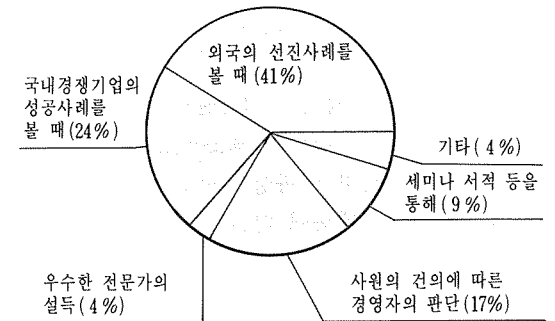 외국의 선진사례를
볼 때(41%)
국내경쟁기업의
성공사례를
볼 때(24%)
기타(4%)
세미나 서적 등을
통해(9%)
우수한 전문가의
설득(4%)
사원의 건의에 따른
경영자의 판단(17%)